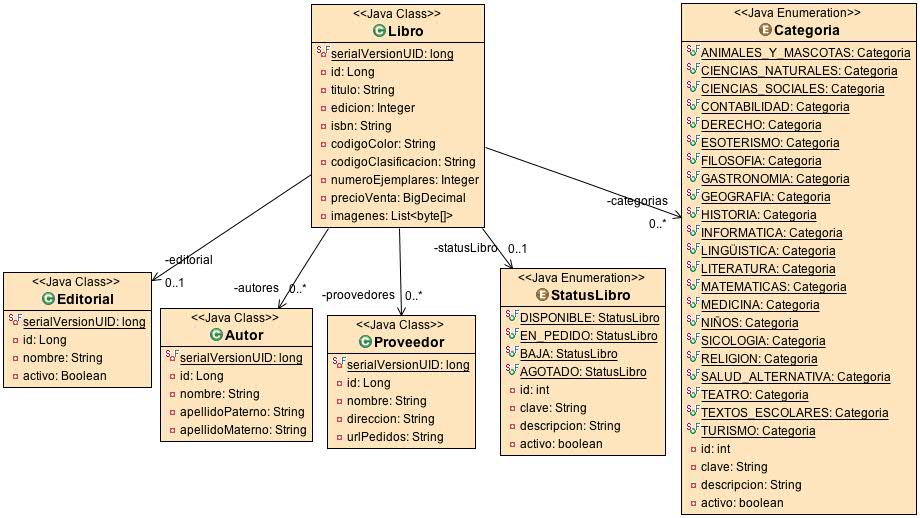 <<Java Class>>
Libro
serialVersionUID: long
id: Long
titulo: String
edicion: Integer
isbn: String
codigoColor: String
codigoClasificacion: String
numeroEjemplares: Integer
precioVenta: BigDecimal
imagenes: List<byte[]>
<<Java Enumeration>>
Categoria
ANIMALES_Y_MASCOTAS: Categoria
CIENCIAS_NATURALES: Categoria
CIENCIAS_SOCIALES: Categoria
CONTABILIDAD: Categoria
DERECHO: Categoria
ESOTERISMO: Categoria
FILOSOFIA: Categoria
GASTRONOMIA: Categoria
GEOGRAFIA: Categoria
HISTORIA: Categoria
INFORMATICA: Categoria
LINGÜISTICA: Categoria
LITERATURA: Categoria
MATEMATICAS: Categoria
MEDICINA: Categoria
NIÑOS: Categoria
SICOLOGIA: Categoria
RELIGION: Categoria
SALUD_ALTERNATIVA: Categoria
TEATRO: Categoria
TEXTOS_ESCOLARES: Categoria
TURISMO: Categoria
id: int
clave: String
descripcion: String
activo: boolean
-categorias
0..*
-editorial
0..1
-autores
0..*
-proovedores
0..*
-statusLibro
0..1
<<Java Class>>
Editorial
serialVersionUID: long
id: Long
nombre: String
activo: Boolean
<<Java Class>>
Autor
serialVersionUID: long
id: Long
nombre: String
apellidoPaterno: String
apellidoMaterno: String
<<Java Class>>
Proveedor
serialVersionUID: long
id: Long
nombre: String
direccion: String
urlPedidos: String
<<Java Enumeration>>
StatusLibro
DISPONIBLE: StatusLibro
EN_PEDIDO: StatusLibro
BAJA: StatusLibro
AGOTADO: StatusLibro
id: int
clave: String
descripcion: String
activo: boolean